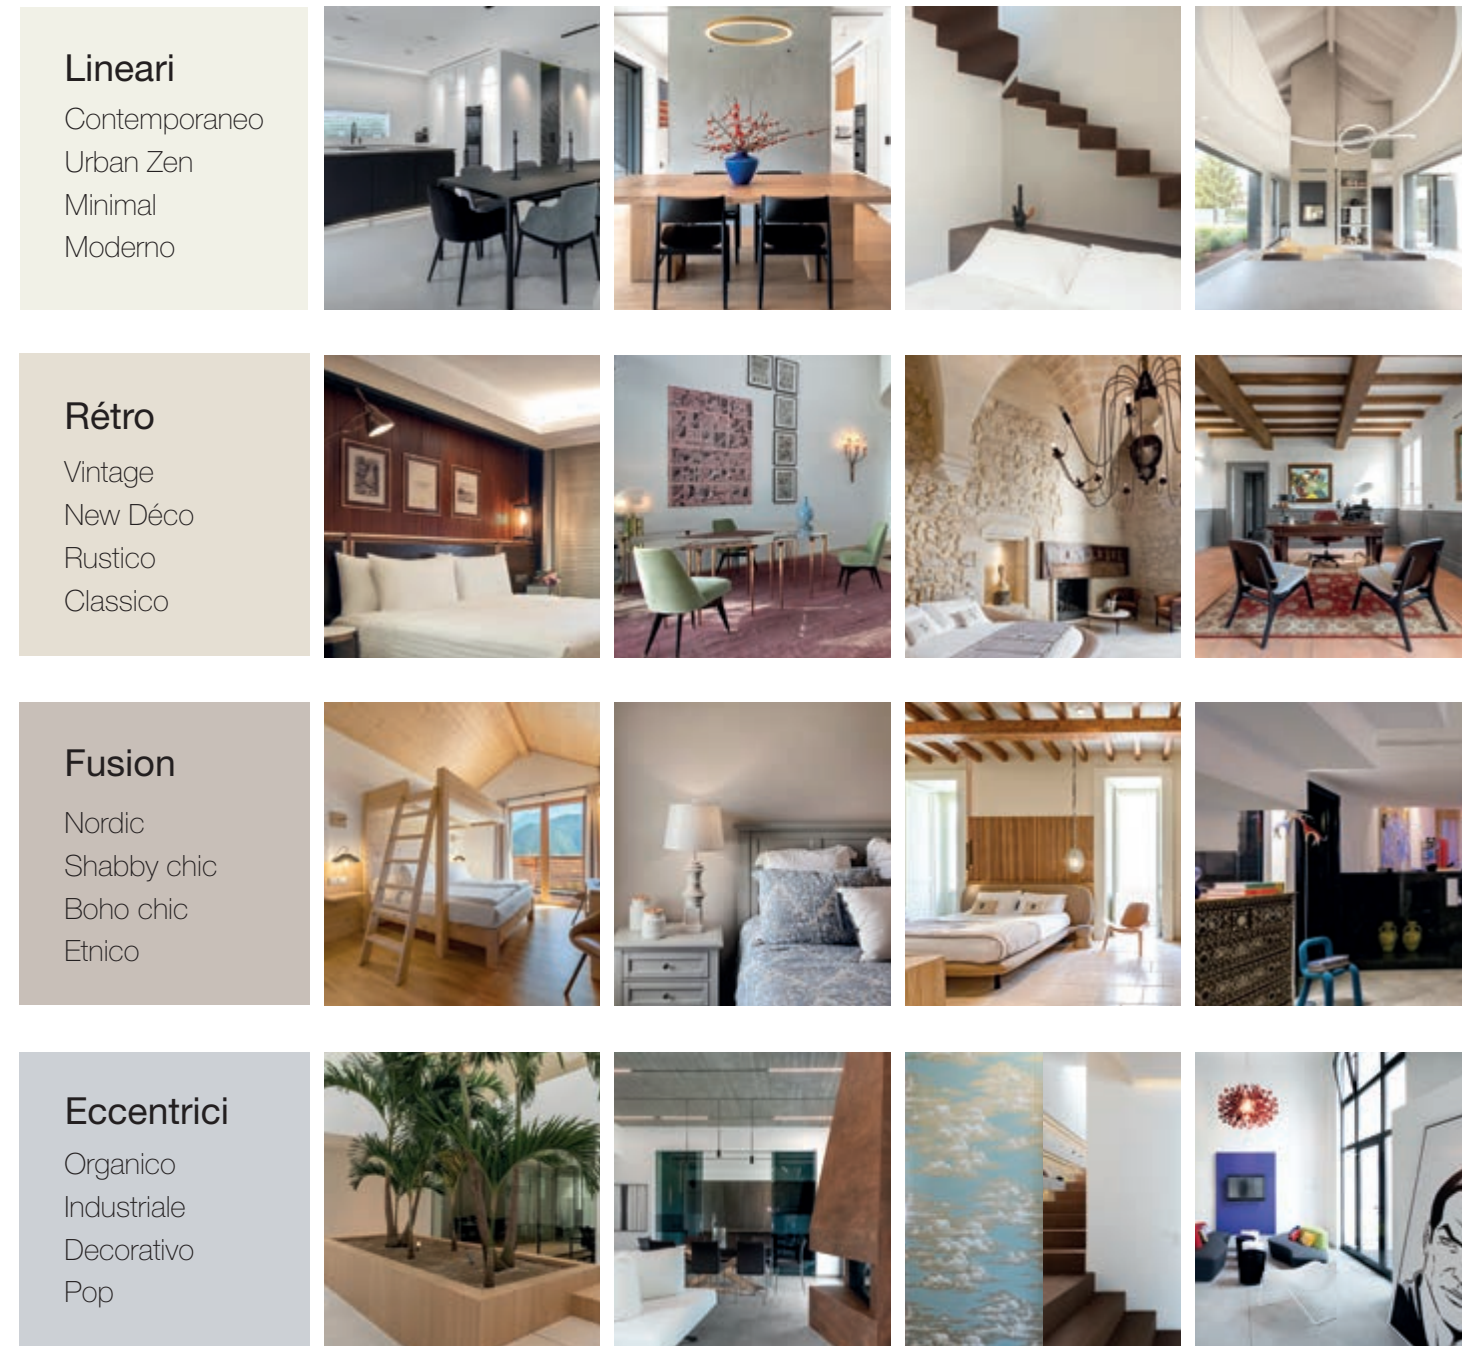 Lineari
Contemporaneo
Urban Zen
Minimal
Moderno
Rétro
Vintage
New Déco
Rustico
Classico
Fusion
Nordic
Shabby chic
Boho chic
Etnico
Eccentrici
Organico
Industriale
Decorativo
Pop